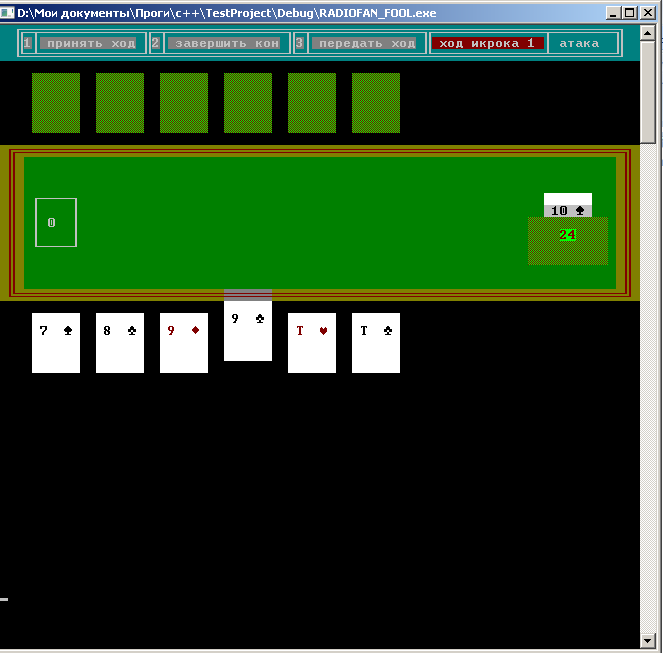 D:\Мои документы\Проги\c++\TestProject\Debug\RADIOFAN_FOOL.exe
1 принять ход 2 завершить кон 3 передать ход ход икрока 1 атака
0
10 ♠
24
7 ♠ 8 ♣ 9 ♦ 9 ♣ T ♥ T ♣